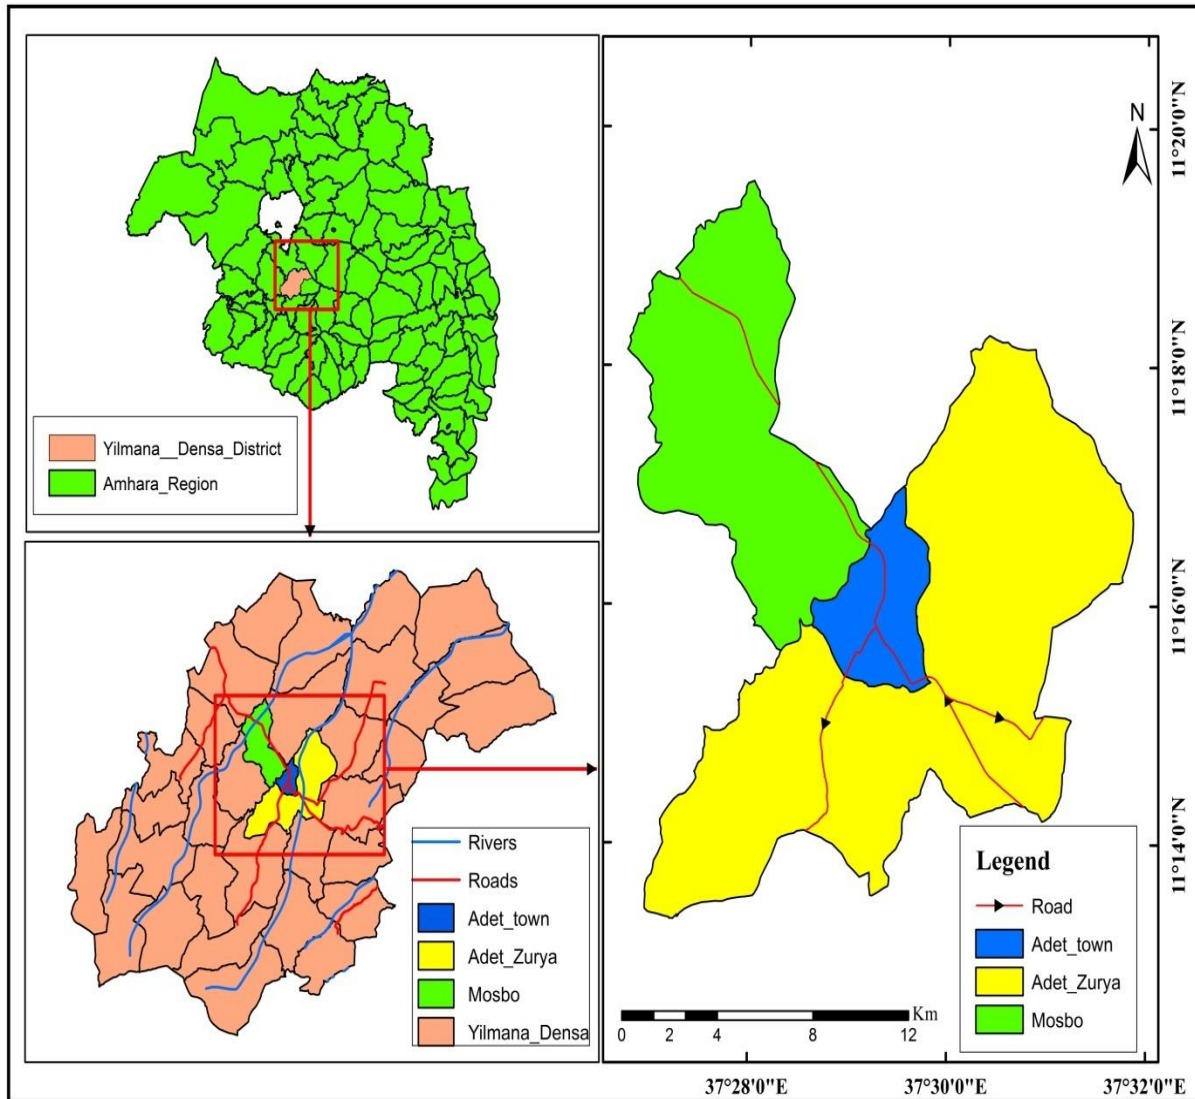 Yilmana__Densa_District
Amhara_Region
Rivers
Roads
Adet_town
Adet_Zurya
Mosbo
Yilmana_Densa
N
11°20'0"N
11°18'0"N
11°16'0"N
11°14'0"N
Legend
Road
Adet_town
Adet_Zurya
Mosbo
Km
0 2 4 8 12
37°28'0"E 37°30'0"E 37°32'0"E